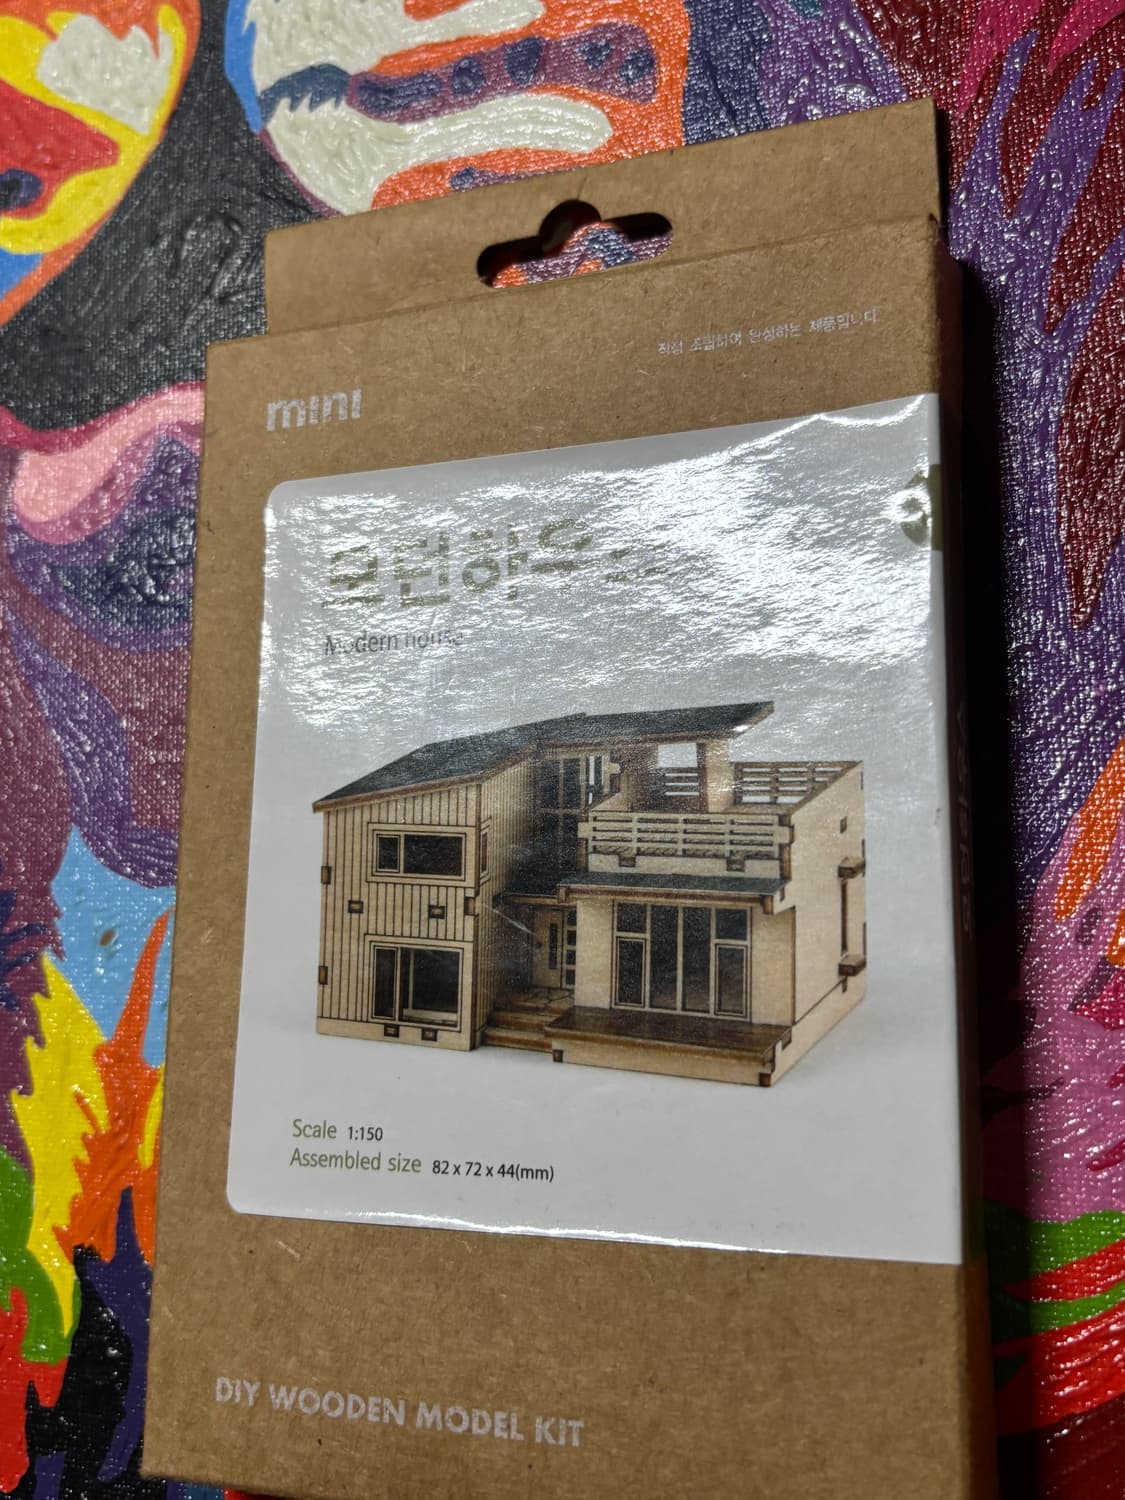 직접 조립하여 완성하는 제품입니다
mini
모던하우스
Modern house
Scale 1:150
Assembled size 82 x 72 x 44(mm)
DIY WOODEN MODEL KIT